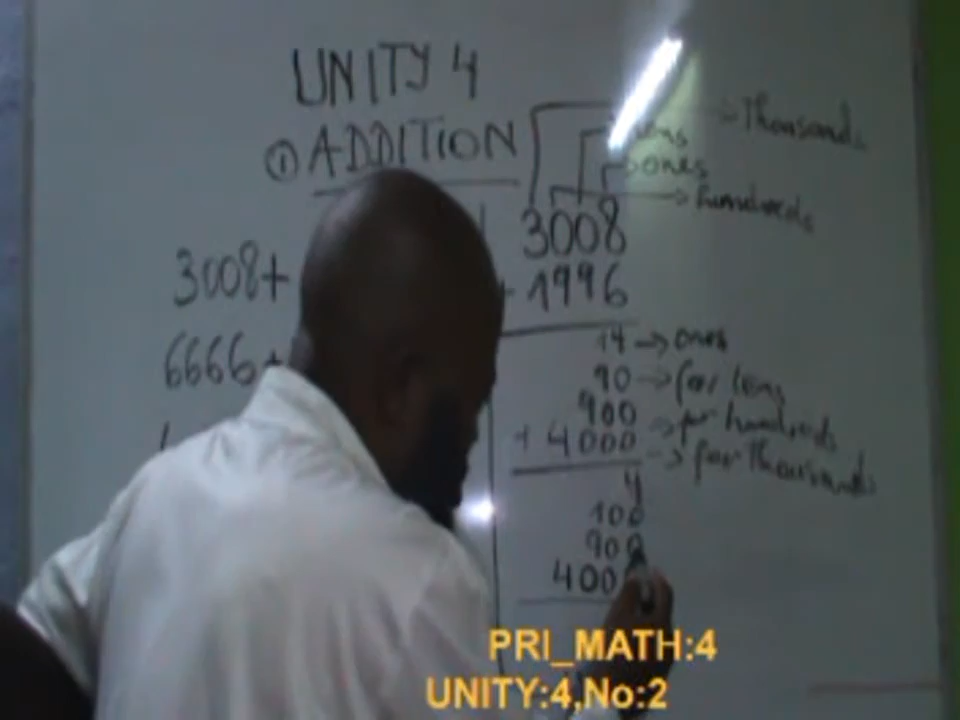 UNITY 4
① ADDITION
Thousands
ones
Hundreds
3008+
6666+
3008
+1996
14 → ones
90 → for tens
900 → for hundreds
+ 4000 → for Thousands
4
100
900
400
PRI_MATH:4
UNITY:4,No:2